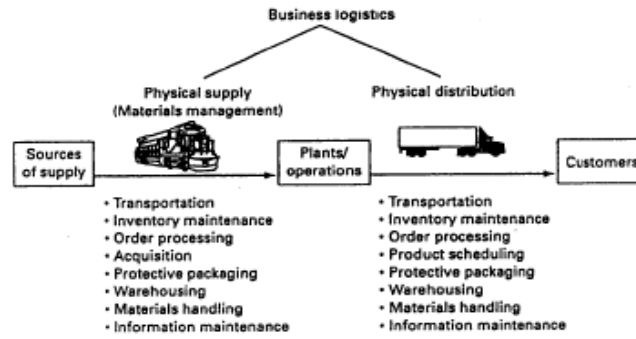 Business logistics
Physical supply
(Materials management)
Physical distribution
Sources
of supply
Plants/
operations
Customers
• Transportation
• Inventory maintenance
• Order processing
• Acquisition
• Protective packaging
• Warehousing
• Materials handling
• Information maintenance
• Transportation
• Inventory maintenance
• Order processing
• Product scheduling
• Protective packaging
• Warehousing
• Materials handling
• Information maintenance